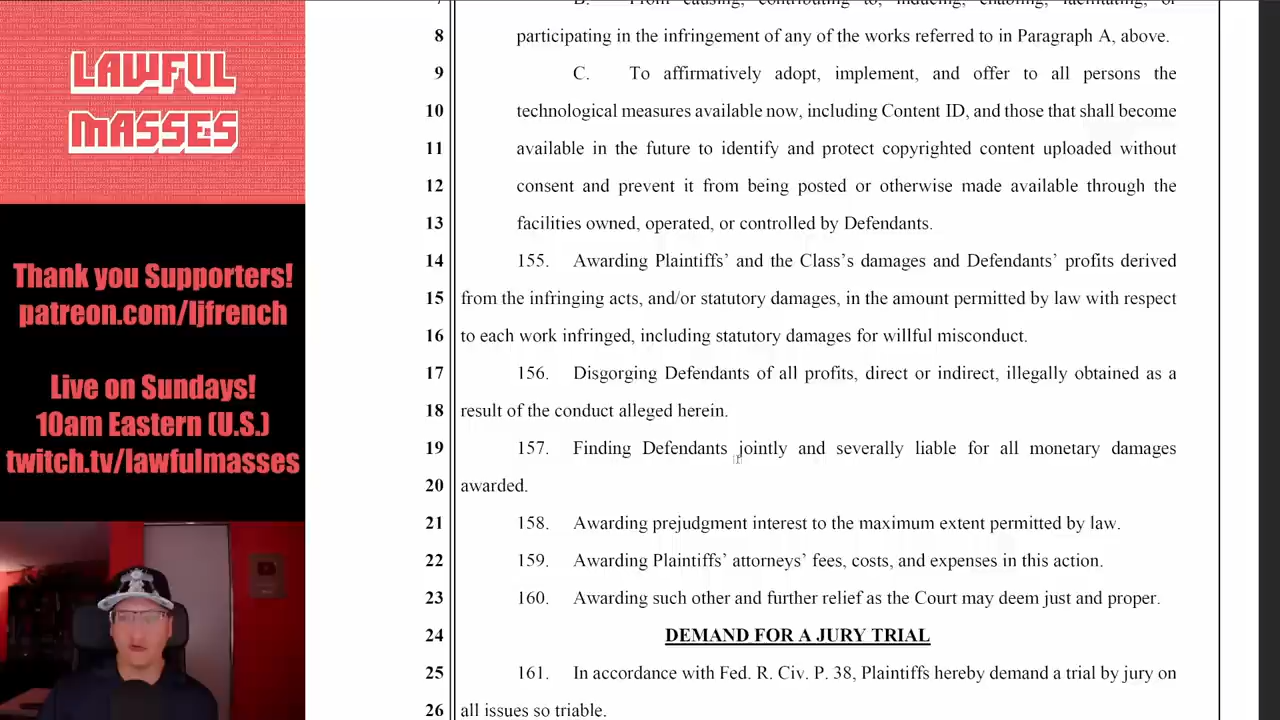 LAWFUL
MASSES
Thank you Supporters!
patreon.com/ljfrench
Live on Sundays!
10am Eastern (U.S.)
twitch.tv/lawfulmasses
8 participating in the infringement of any of the works referred to in Paragraph A, above.
9 C. To affirmatively adopt, implement, and offer to all persons the
10 technological measures available now, including Content ID, and those that shall become
11 available in the future to identify and protect copyrighted content uploaded without
12 consent and prevent it from being posted or otherwise made available through the
13 facilities owned, operated, or controlled by Defendants.
14 155. Awarding Plaintiffs’ and the Class’s damages and Defendants’ profits derived
15 from the infringing acts, and/or statutory damages, in the amount permitted by law with respect
16 to each work infringed, including statutory damages for willful misconduct.
17 156. Disgorging Defendants of all profits, direct or indirect, illegally obtained as a
18 result of the conduct alleged herein.
19 157. Finding Defendants jointly and severally liable for all monetary damages
20 awarded.
21 158. Awarding prejudgment interest to the maximum extent permitted by law.
22 159. Awarding Plaintiffs’ attorneys’ fees, costs, and expenses in this action.
23 160. Awarding such other and further relief as the Court may deem just and proper.
24 DEMAND FOR A JURY TRIAL
25 161. In accordance with Fed. R. Civ. P. 38, Plaintiffs hereby demand a trial by jury on
26 all issues so triable.